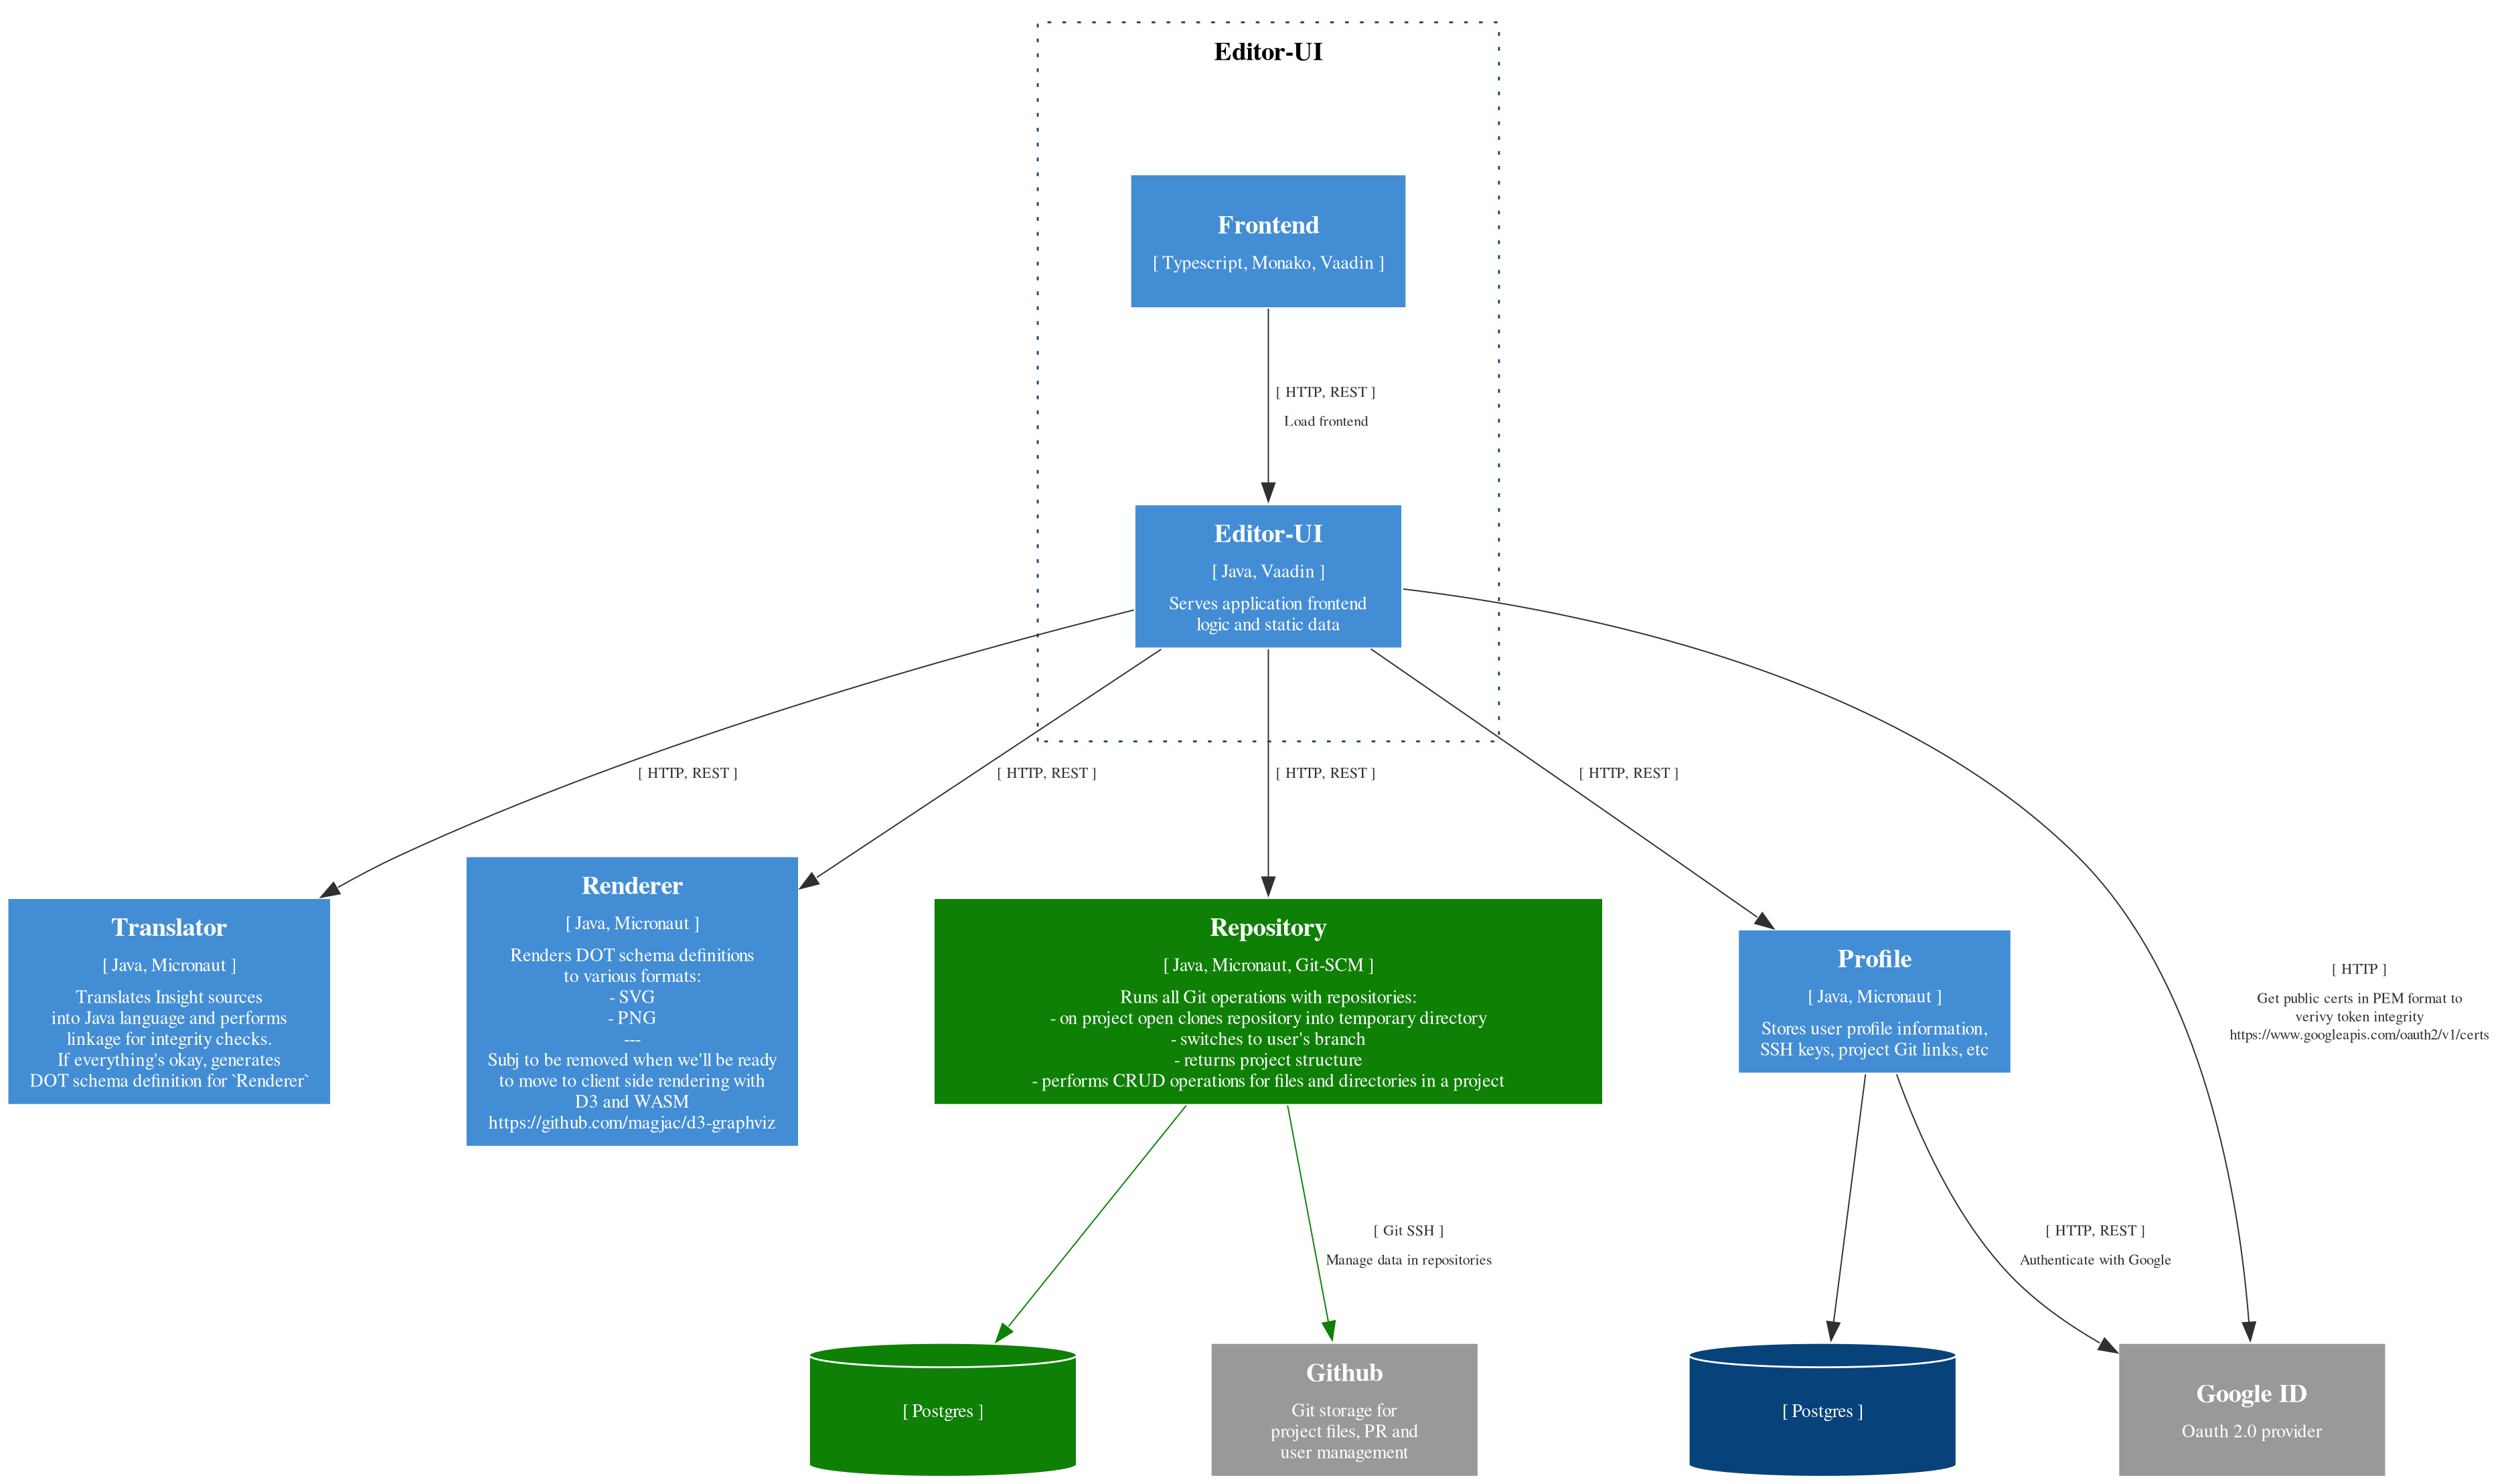 Editor-UI
Frontend
[ Typescript, Monako, Vaadin ]
[ HTTP, REST ]
Load frontend
Editor-UI
[ Java, Vaadin ]
Serves application frontend
logic and static data
[ HTTP, REST ]
[ HTTP, REST ]
[ HTTP, REST ]
[ HTTP, REST ]
Translator
[ Java, Micronaut ]
Translates Insight sources
into Java language and performs
linkage for integrity checks.
If everything's okay, generates
DOT schema definition for `Renderer`
Renderer
[ Java, Micronaut ]
Renders DOT schema definitions
to various formats:
- SVG
- PNG
---
Subj to be removed when we'll be ready
to move to client side rendering with
D3 and WASM
https://github.com/magjac/d3-graphviz
Repository
[ Java, Micronaut, Git-SCM ]
Runs all Git operations with repositories:
- on project open clones repository into temporary directory
- switches to user's branch
- returns project structure
- performs CRUD operations for files and directories in a project
Profile
[ Java, Micronaut ]
Stores user profile information,
SSH keys, project Git links, etc
[ HTTP ]
Get public certs in PEM format to
verivy token integrity
https://www.googleapis.com/oauth2/v1/certs
[ Git SSH ]
Manage data in repositories
[ HTTP, REST ]
Authenticate with Google
[ Postgres ]
Github
Git storage for
project files, PR and
user management
[ Postgres ]
Google ID
Oauth 2.0 provider